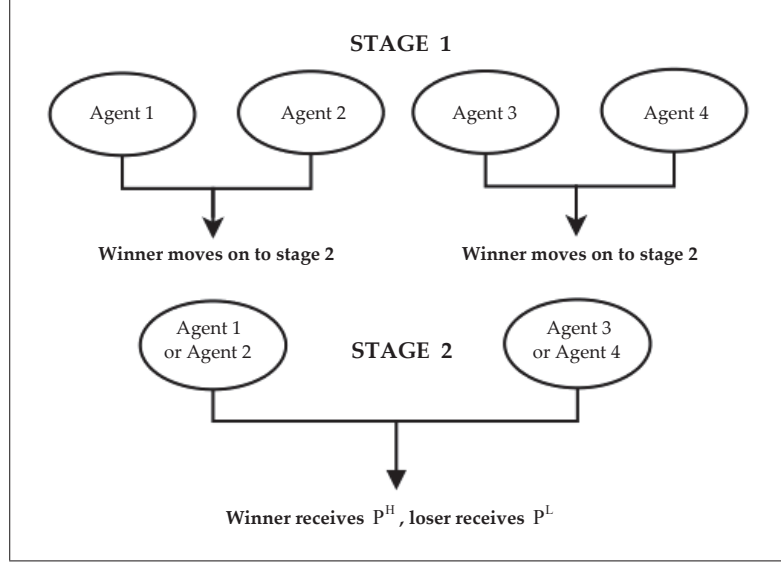 STAGE 1
Agent 1
Agent 2
Agent 3
Agent 4
Winner moves on to stage 2
Winner moves on to stage 2
Agent 1
or Agent 2
STAGE 2
Agent 3
or Agent 4
Winner receives P^H, loser receives P^L